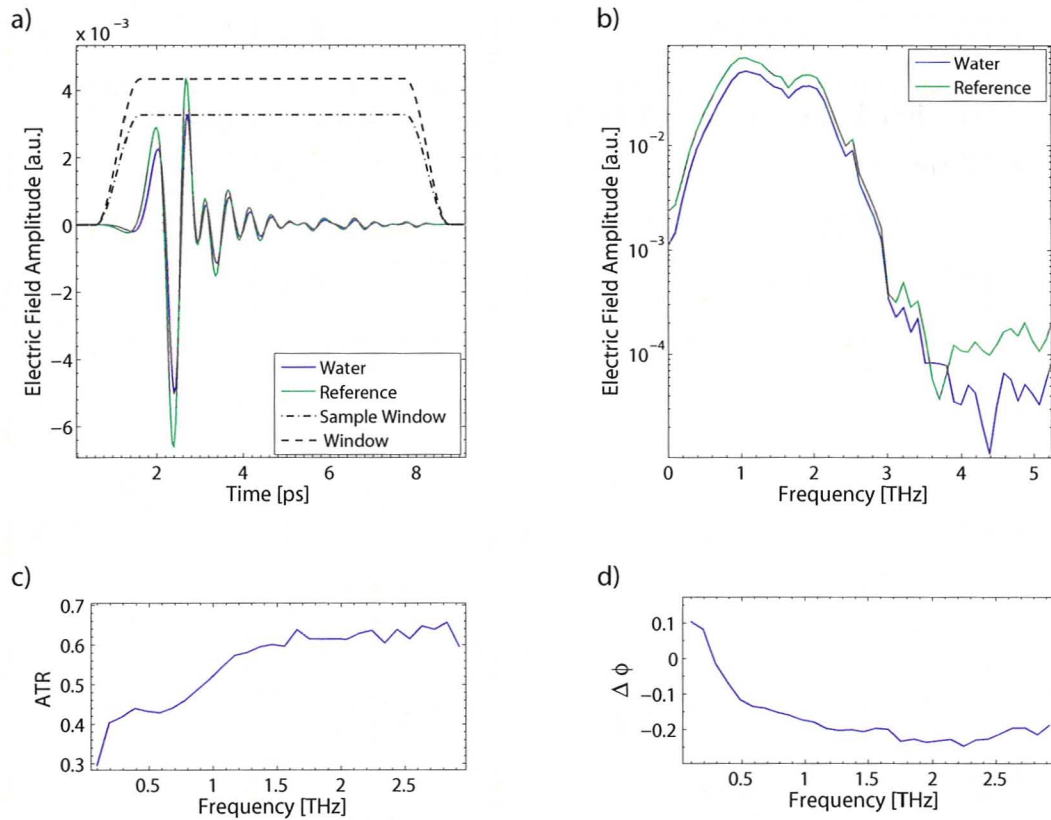 a)
x 10⁻³
4
2
0
−2
−4
−6
Electric Field Amplitude [a.u.]
0
2
4
6
8
Time [ps]
Water
Reference
Sample Window
Window
b)
10⁻²
10⁻³
10⁻⁴
Electric Field Amplitude [a.u.]
0
1
2
3
4
5
Frequency [THz]
Water
Reference
c)
0.7
0.6
0.5
0.4
0.3
ATR
0.5
1
1.5
2
2.5
Frequency [THz]
d)
0.1
0
−0.1
−0.2
Δ ϕ
0.5
1
1.5
2
2.5
Frequency [THz]